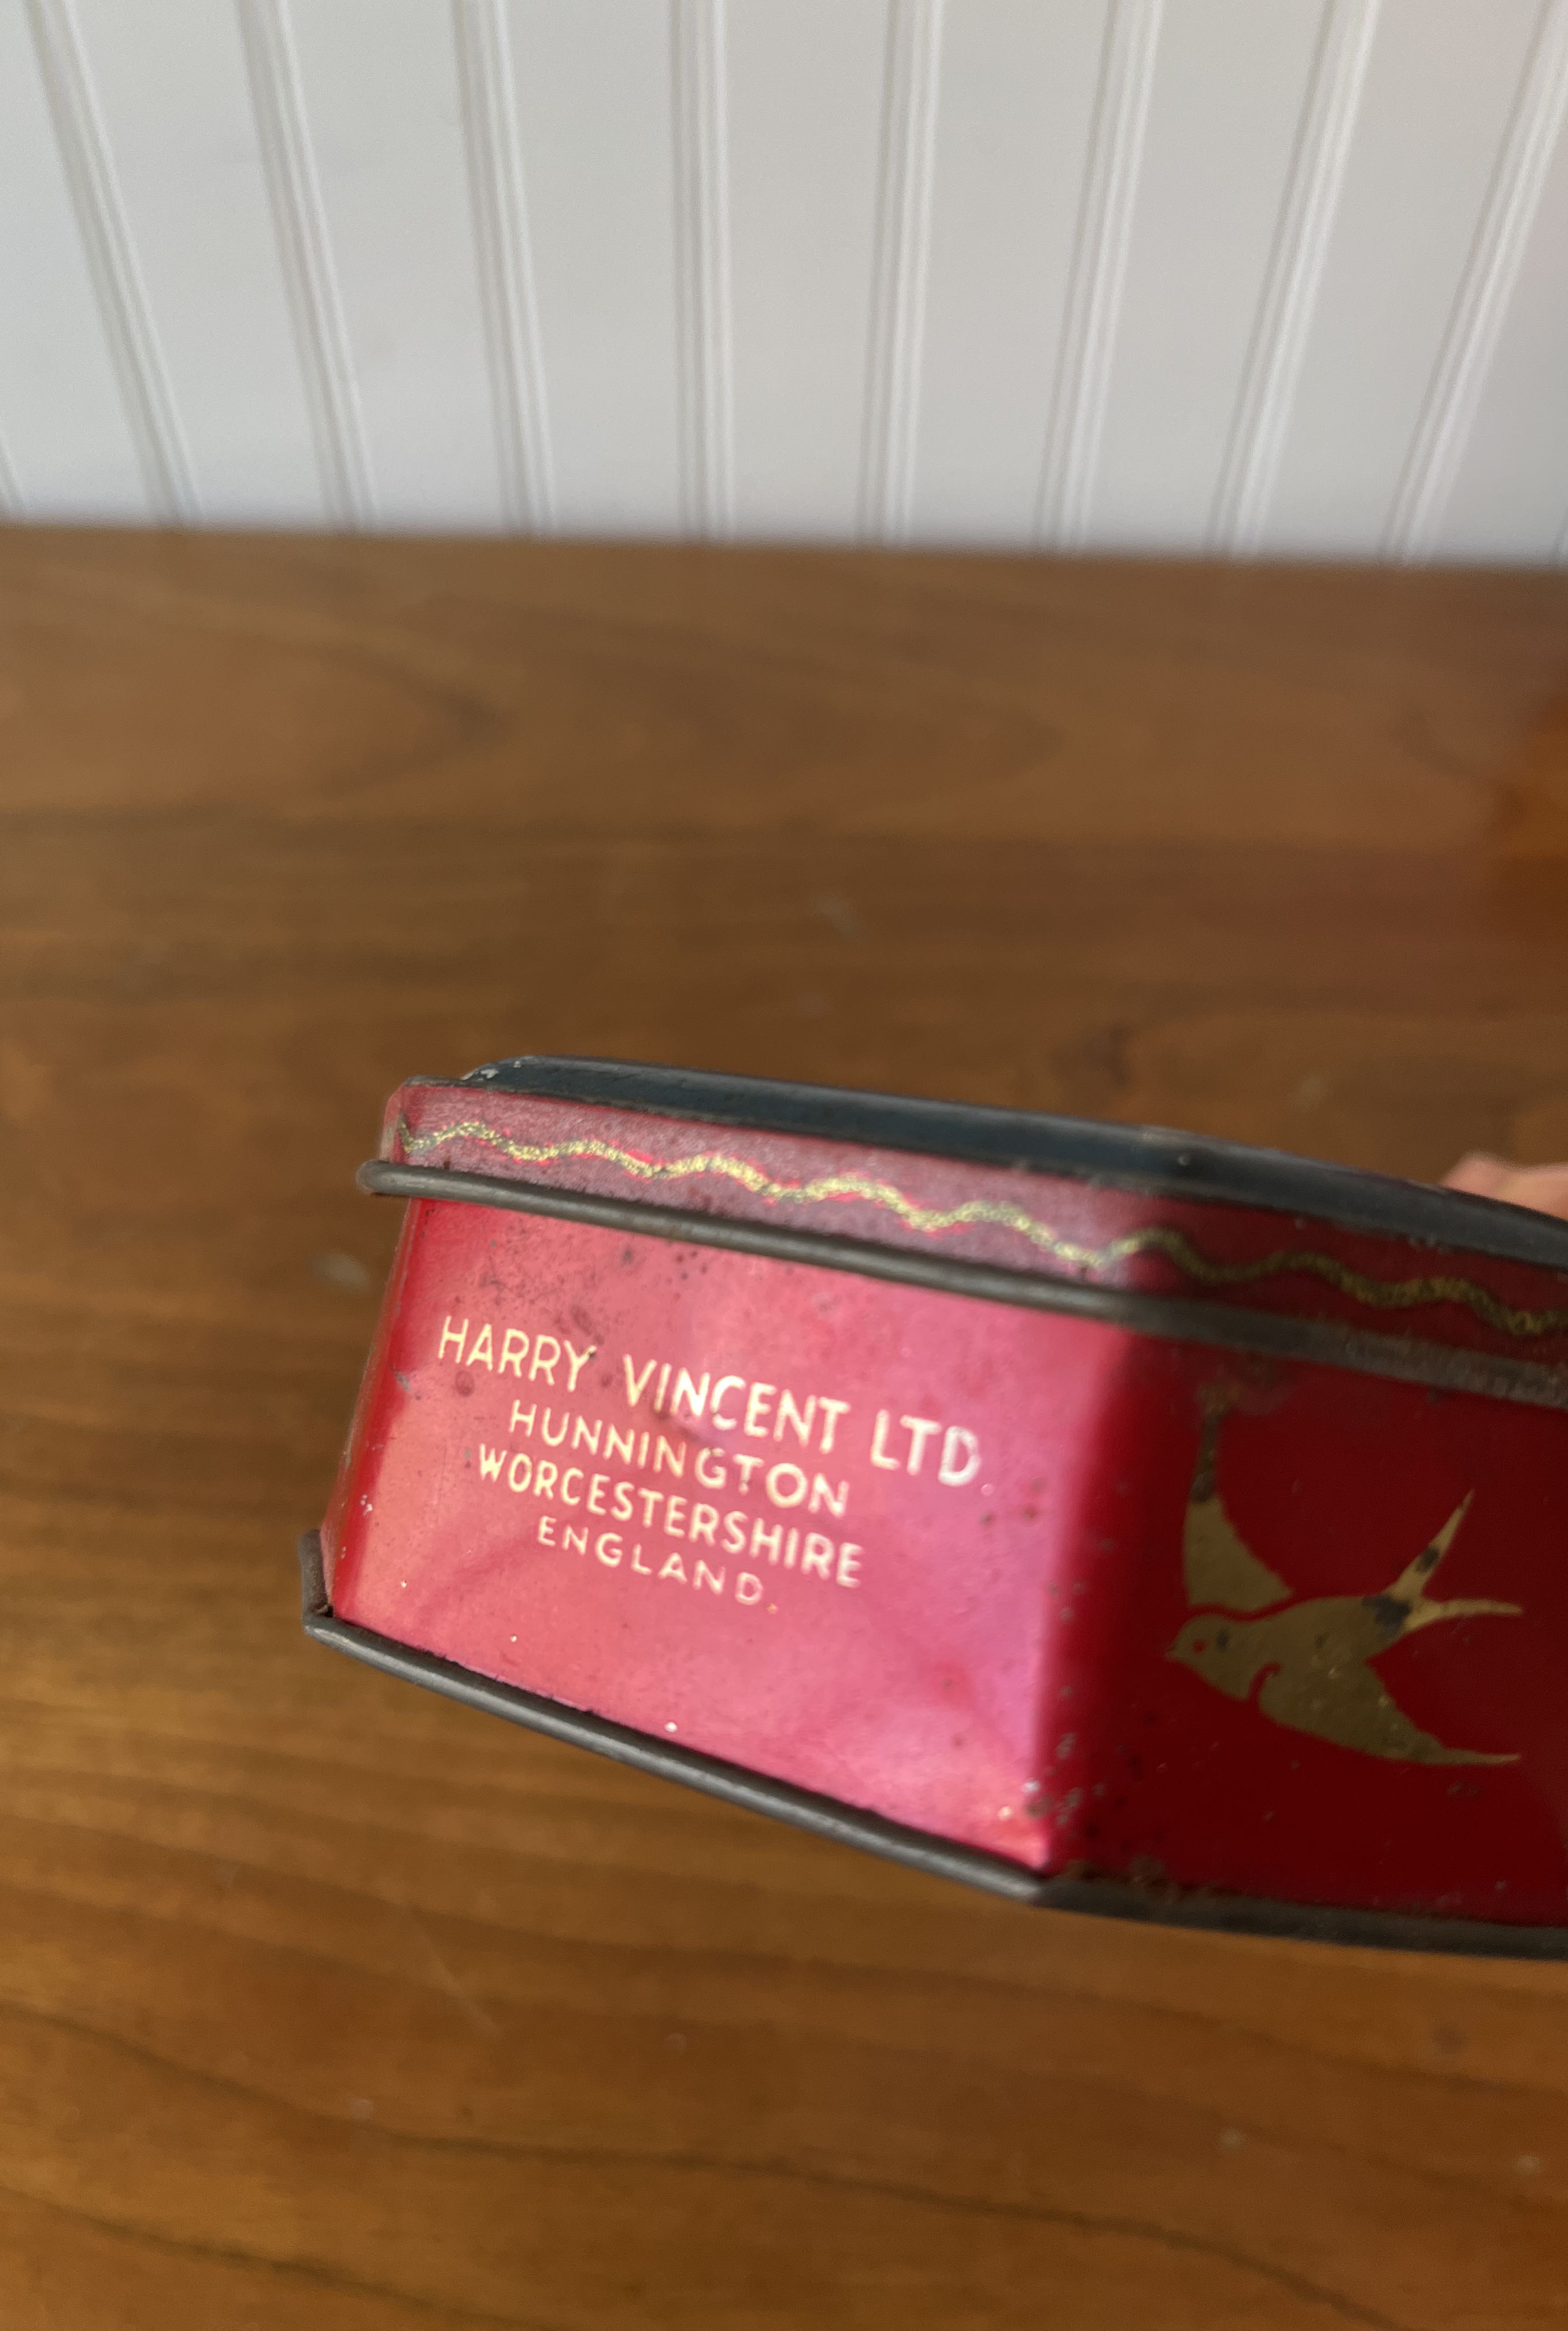 HARRY VINCENT LTD
HUNNINGTON
WORCESTERSHIRE
ENGLAND.